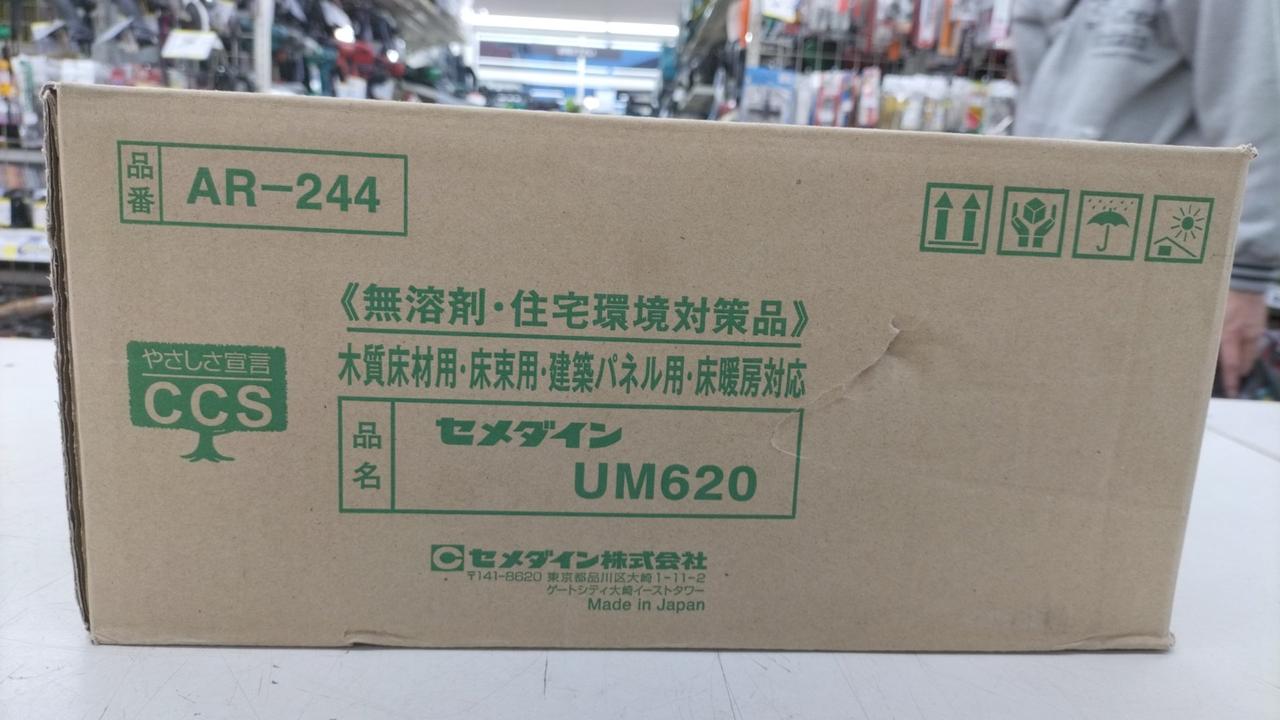 品番 AR-244
《無溶剤・住宅環境対策品》
木質床材用・床束用・建築パネル用・床暖房対応
やさしさ宣言
CCS
品名 セメダイン
UM620
セメダイン株式会社
〒141-8620 東京都品川区大崎1-11-2
ゲートシティ大崎イーストタワー
Made in Japan